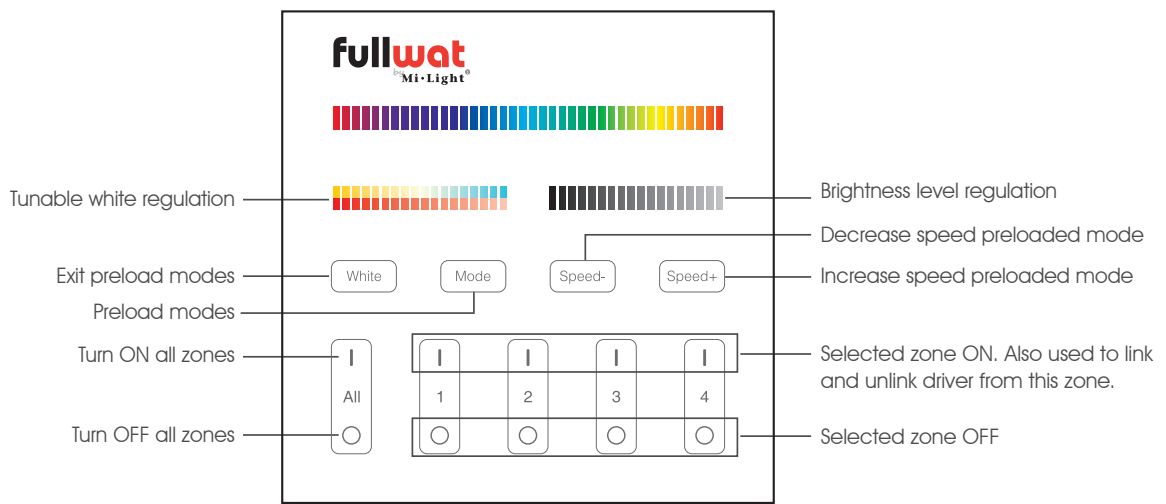 fullwat
by
Mi·Light®
Tunable white regulation
Brightness level regulation
Decrease speed preloaded mode
Exit preload modes
White
Mode
Speed-
Speed+
Increase speed preloaded mode
Preload modes
Turn ON all zones
Selected zone ON. Also used to link
and unlink driver from this zone.
All
1
2
3
4
Turn OFF all zones
Selected zone OFF